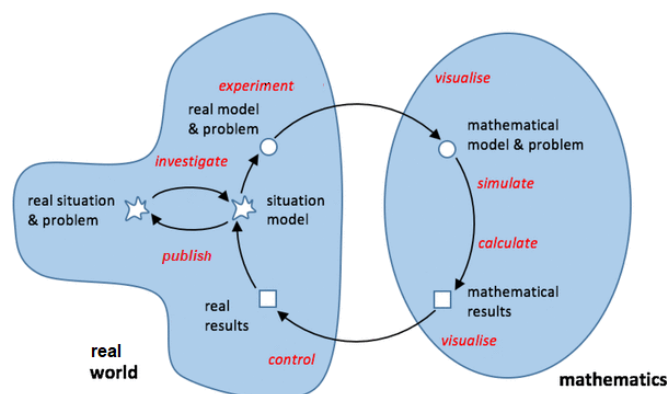 experiment
real model
& problem
investigate
real situation
& problem
situation
model
publish
real
results
control
real
world
visualise
mathematical
model & problem
simulate
calculate
mathematical
results
visualise
mathematics